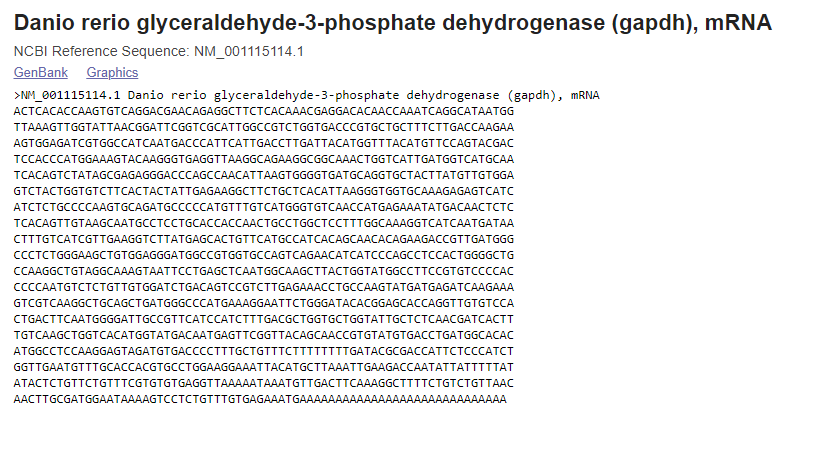 Danio rerio glyceraldehyde-3-phosphate dehydrogenase (gapdh), mRNA
NCBI Reference Sequence: NM_001115114.1
GenBank Graphics
>NM_001115114.1 Danio rerio glyceraldehyde-3-phosphate dehydrogenase (gapdh), mRNA
ACTCACACCAAGTGTCAGGACGAACAGAGGCTTCTCACAAACGAGGACACAACCAAATCAGGCATAATGG
TTAAAGTTGGTATTAACGGATTCGGTCGCATTGGCCGTCTGGTGACCCGTGCTGCTTTCTTGACCAAGAA
AGTGGAGATCGTGGCCATCAATGACCCATTCATTGACCTTGATTACATGGTTTACATGTTCCAGTACGAC
TCCACCCATGGAAAGTACAAGGGTGAGGTTAAGGCAGAAGGCGGCAAACTGGTCATTGATGGTCATGCAA
TCACAGTCTATAGCGAGAGGGACCCAGCCAACATTAAGTGGGGTGATGCAGGTGCTACTTATGTTGTGGA
GTCTACTGGTGTCTTCACTACTATTGAGAAGGCTTCTGCTCACATTAAGGGTGGTGCAAAGAGAGTCATC
ATCTCTGCCCCAAGTGCAGATGCCCCCATGTTTGTCATGGGTGTCAACCATGAGAAATATGACAACTCTC
TCACAGTTGTAAGCAATGCCTCCTGCACCACCAACTGCCTGGCTCCTTTGGCAAAGGTCATCAATGATAA
CTTTGTCATCGTTGAAGGTCTTATGAGCACTGTTCATGCCATCACAGCAACACAGAAGACCGTTGATGGG
CCCTCTGGGAAGCTGTGGAGGGATGGCCGTGGTGCCAGTCAGAACATCATCCCAGCCTCCACTGGGGCTG
CCAAGGCTGTAGGCAAAGTAATTCCTGAGCTCAATGGCAAGCTTACTGGTATGGCCTTCCGTGTCCCCAC
CCCCAATGTCTCTGTTGTGGATCTGACAGTCCGTCTTGAGAAACCTGCCAAGTATGATGAGATCAAGAAA
GTCGTCAAGGCTGCAGCTGATGGGCCCATGAAAGGAATTCTGGGATACACGGAGCACCAGGTTGTGTCCA
CTGACTTCAATGGGGATTGCCGTTCATCCATCTTTGACGCTGGTGCTGGTATTGCTCTCAACGATCACTT
TGTCAAGCTGGTCACATGGTATGACAATGAGTTCGGTTACAGCAACCGTGTATGTGACCTGATGGCACAC
ATGGCCTCCAAGGAGTAGATGTGACCCCTTTGCTGTTTCTTTTTTTTGATACGCGACCATTCTCCCATCT
GGTTGAATGTTTGCACCACGTGCCTGGAAGGAAATTACATGCTTAAATTGAAGACCAATATTATTTTTAT
ATACTCTGTTCTGTTTCGTGTGTGAGGTTAAAAATAAATGTTGACTTCAAAGGCTTTTCTGTCTGTTAAC
AACTTGCGATGGAATAAAAGTCCTCTGTTTGTGAGAAATGAAAAAAAAAAAAAAAAAAAAAAAAAAAAA